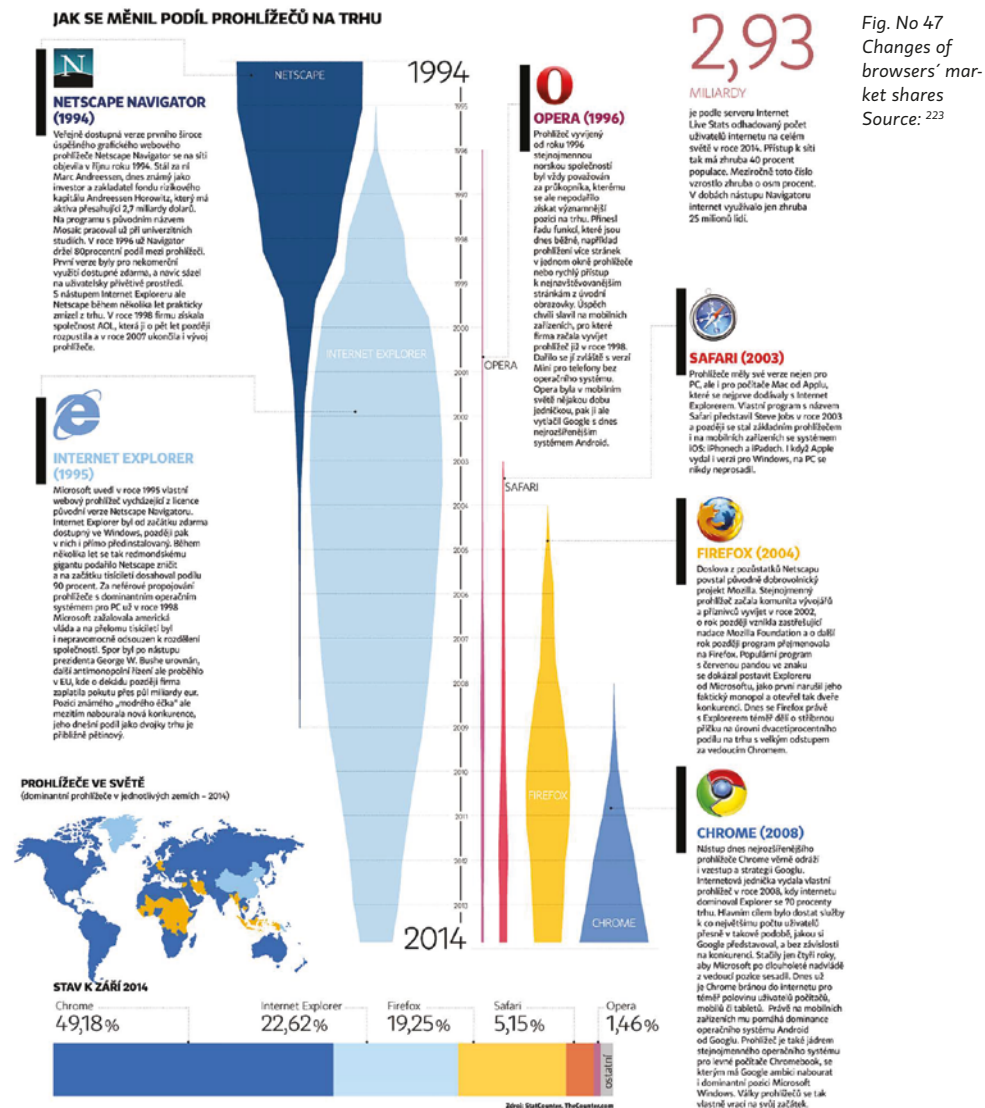 JAK SE MĚNIL PODÍL PROHLÍŽEČŮ NA TRHU
N
NETSCAPE NAVIGATOR
(1994)
Veřejně dostupná verze prvního široce
úspěšného grafického webového
prohlížeče Netscape Navigator se na síti
objevila v říjnu roku 1994. Stál za ní
Marc Andreessen, dnes známý jako
investor a zakladatel fondu rizikového
kapitálu Andreessen Horowitz, který má
aktiva přesahující 2,7 miliardy dolarů.
Na programu s původním názvem
Mosaic pracoval už při univerzitních
studiích. V roce 1996 už Navigator
držel 80procentní podíl mezi prohlížeči.
První verze byly pro nekomerční
využití dostupné zdarma, a navíc sázel
na uživatelsky přívětivé prostředí.
S nástupem Internet Exploreru ale
Netscape během několika let prakticky
zmizel z trhu. V roce 1998 firmu získala
společnost AOL, která ji o pět let později
rozpustila a v roce 2007 ukončila i vývoj
prohlížeče.
INTERNET EXPLORER
(1995)
Microsoft uvedl v roce 1995 vlastní
webový prohlížeč vycházející z licence
původní verze Netscape Navigatoru.
Internet Explorer byl od začátku zdarma
dostupný ve Windows, později pak
v nich i přímo předinstalovaný. Během
několika let se tak redmondskému
gigantu podařilo Netscape zničit
a na začátku tisíciletí dosahoval podílu
90 procent. Za neférové propojování
prohlížeče s dominantním operačním
systémem pro PC už v roce 1998
Microsoft zažalovala americká
vláda a na přelomu tisíciletí byl
i nepravomocně odsouzen k rozdělení
společnosti. Spor byl po nástupu
prezidenta George W. Bushe urovnán,
další antimonopolní řízení ale proběhlo
v EU, kde o dekádu později firma
zaplatila pokutu přes půl miliardy eur.
Pozici známého „modrého éčka“ ale
mezitím nabourala nová konkurence,
jeho dnešní podíl jako dvojky trhu je
přibližně pětinový.
NETSCAPE
INTERNET EXPLORER
1994
1995
1996
1997
1998
1999
2000
2001
2002
2003
2004
2005
2006
2007
2008
2009
2010
2011
2012
2013
2014
OPERA
SAFARI
FIREFOX
CHROME
OPERA (1996)
Prohlížeč vyvíjený
od roku 1996
stejnojmennou
norskou společností
byl vždy považován
za průkopníka, kterému
se ale nepodařilo
získat významnější
pozici na trhu. Přinesl
řadu funkcí, které jsou
dnes běžné, například
prohlížení více stránek
v jednom okně prohlížeče
nebo rychlý přístup
k nejnavštěvovanějším
stránkám z úvodní
obrazovky. Úspěch
chvíli slavil na mobilních
zařízeních, pro které
firma začala vyvíjet
prohlížeč již v roce 1998.
Dařilo se jí zvláště s verzí
Mini pro telefony bez
operačního systému.
Opera byla v mobilním
světě nějakou dobu
jedničkou, pak ji ale
vytlačil Google s dnes
nejrozšířenějším
systémem Android.
2,93
MILIARDY
je podle serveru Internet
Live Stats odhadovaný počet
uživatelů internetu na celém
světě v roce 2014. Přístup k síti
tak má zhruba 40 procent
populace. Meziročně toto číslo
vzrostlo zhruba o osm procent.
V dobách nástupu Navigatoru
internet využívalo jen zhruba
25 milionů lidí.
SAFARI (2003)
Prohlížeče měly své verze nejen pro
PC, ale i pro počítače Mac od Applu,
které se nejprve dodávaly s Internet
Explorerem. Vlastní program s názvem
Safari představil Steve Jobs v roce 2003
a později se stal základním prohlížečem
i na mobilních zařízeních se systémem
iOS: iPhonech a iPadech. I když Apple
vydal i verzi pro Windows, na PC se
nikdy neprosadil.
FIREFOX (2004)
Doslova z pozůstatků Netscapu
povstal původně dobrovolnický
projekt Mozilla. Stejnojmenný
prohlížeč začala komunita vývojářů
a příznivců vyvíjet v roce 2002,
o rok později vznikla zastřešující
nadace Mozilla Foundation a o další
rok později program přejmenovala
na Firefox. Populární program
s červenou pandou ve znaku
se dokázal postavit Exploreru
od Microsoftu, jako první narušil jeho
faktický monopol a otevřel tak dveře
konkurenci. Dnes se Firefox právě
s Explorerem téměř dělí o stříbrnou
příčku na úrovni dvacetiprocentního
podílu na trhu s velkým odstupem
za vedoucím Chromem.
CHROME (2008)
Nástup dnes nejrozšířenějšího
prohlížeče Chrome věrně odráží
i vzestup a strategii Googlu.
Internetová jednička vydala vlastní
prohlížeč v roce 2008, kdy internetu
dominoval Explorer se 70 procenty
trhu. Hlavním cílem bylo dostat služby
k co největšímu počtu uživatelů
přesně v takové podobě, jakou si
Google představoval, a bez závislosti
na konkurenci. Stačily jen čtyři roky,
aby Microsoft po dlouholeté nadvládě
z vedoucí pozice sesadil. Dnes už
je Chrome bránou do internetu pro
téměř polovinu uživatelů počítačů,
mobilů či tabletů. Právě na mobilních
zařízeních mu pomáhá dominance
operačního systému Android
od Googlu. Prohlížeč je také jádrem
stejnojmenného operačního systému
pro levné počítače Chromebook, se
kterým má Google ambici nabourat
i dominantní pozici Microsoft
Windows. Války prohlížečů se tak
vlastně vrací na svůj začátek.
Fig. No 47
Changes of
browsers´ mar-
ket shares
Source: 223
PROHLÍŽEČE VE SVĚTĚ
(dominantní prohlížeče v jednotlivých zemích – 2014)
STAV K ZÁŘÍ 2014
Chrome Internet Explorer Firefox Safari Opera
49,18 % 22,62 % 19,25 % 5,15 % 1,46 %
ostatní
Zdroj: StatCounter, TheCounter.com